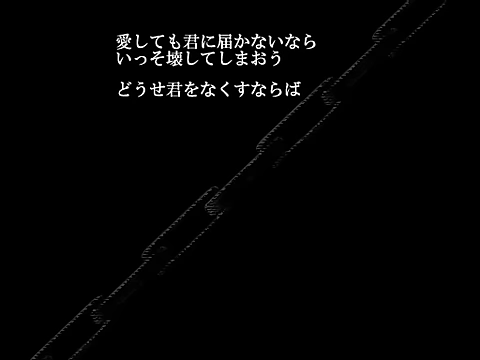 愛しても君に届かないなら
いっそ壊してしまおう
どうせ君をなくすならば